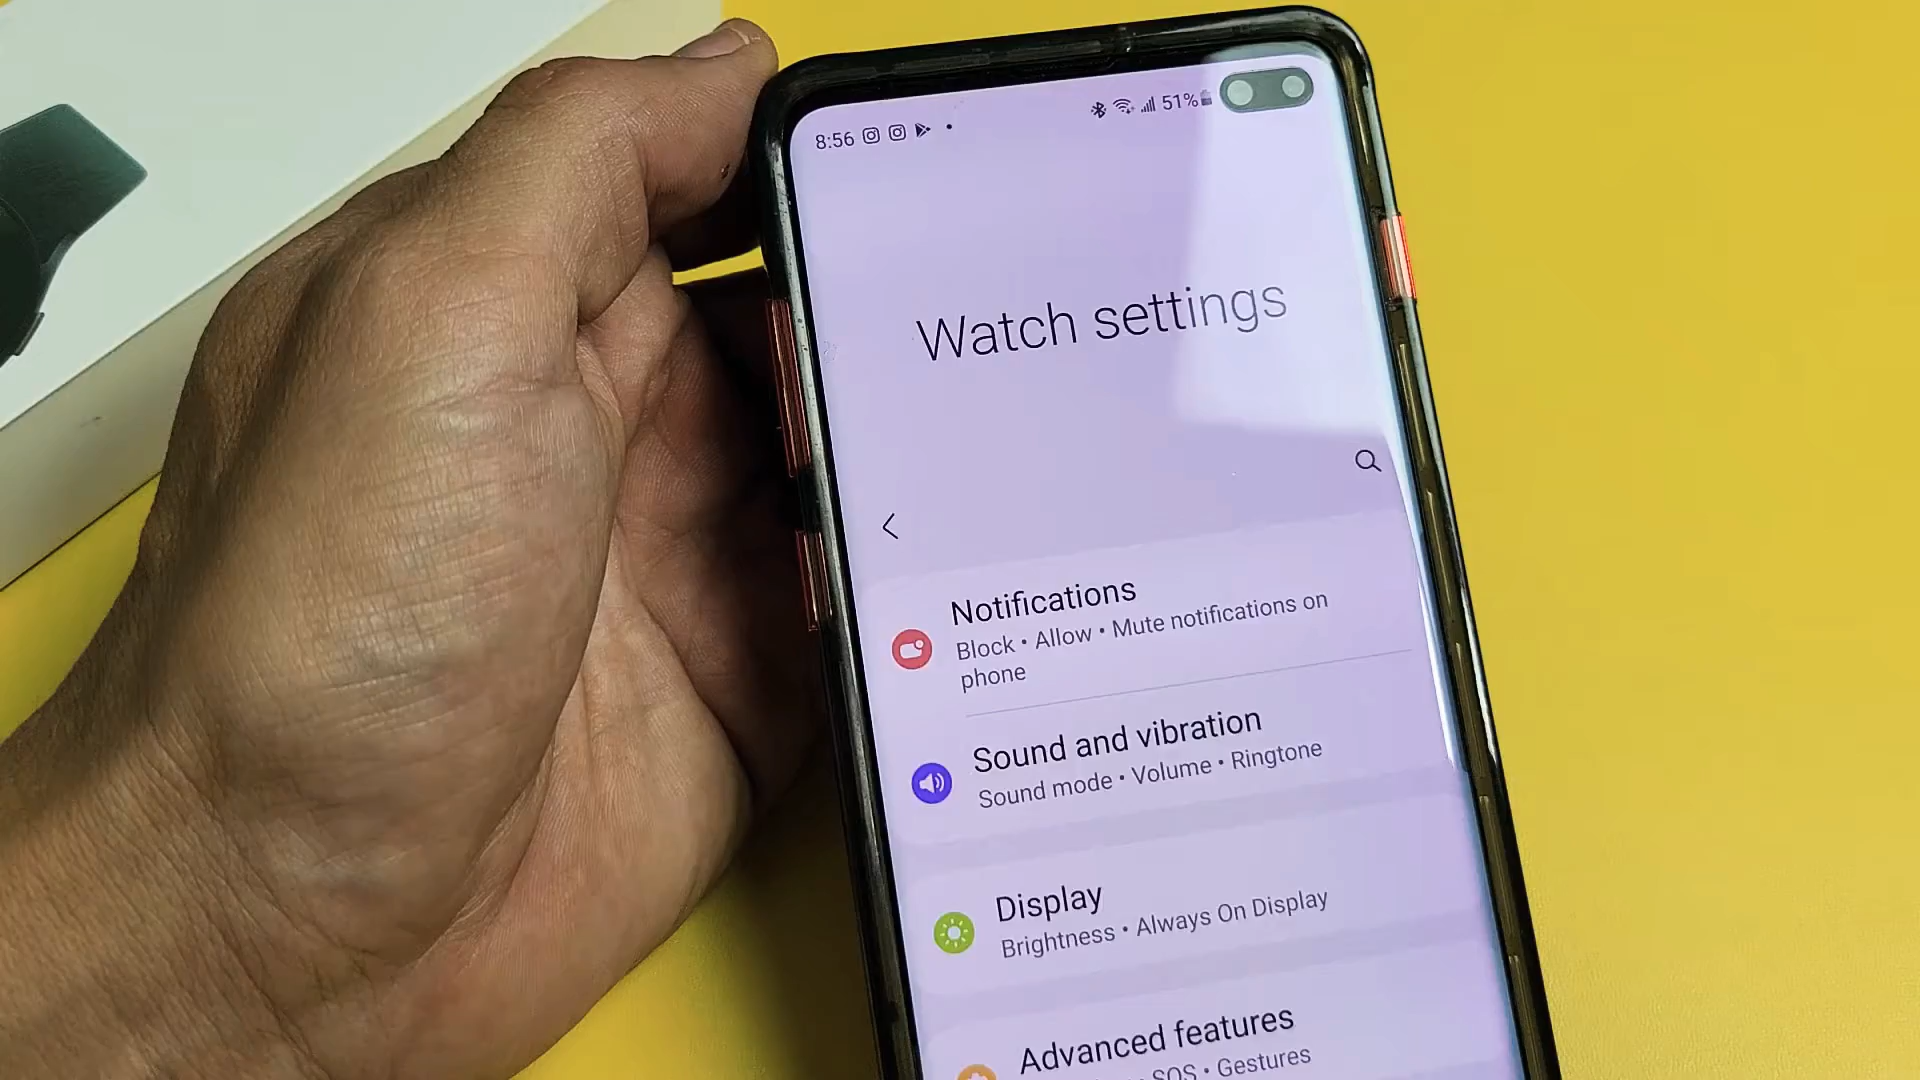 8:56 51%
Watch settings
Notifications
Block • Allow • Mute notifications on
phone
Sound and vibration
Sound mode • Volume • Ringtone
Display
Brightness • Always On Display
Advanced features
SOS • Gestures